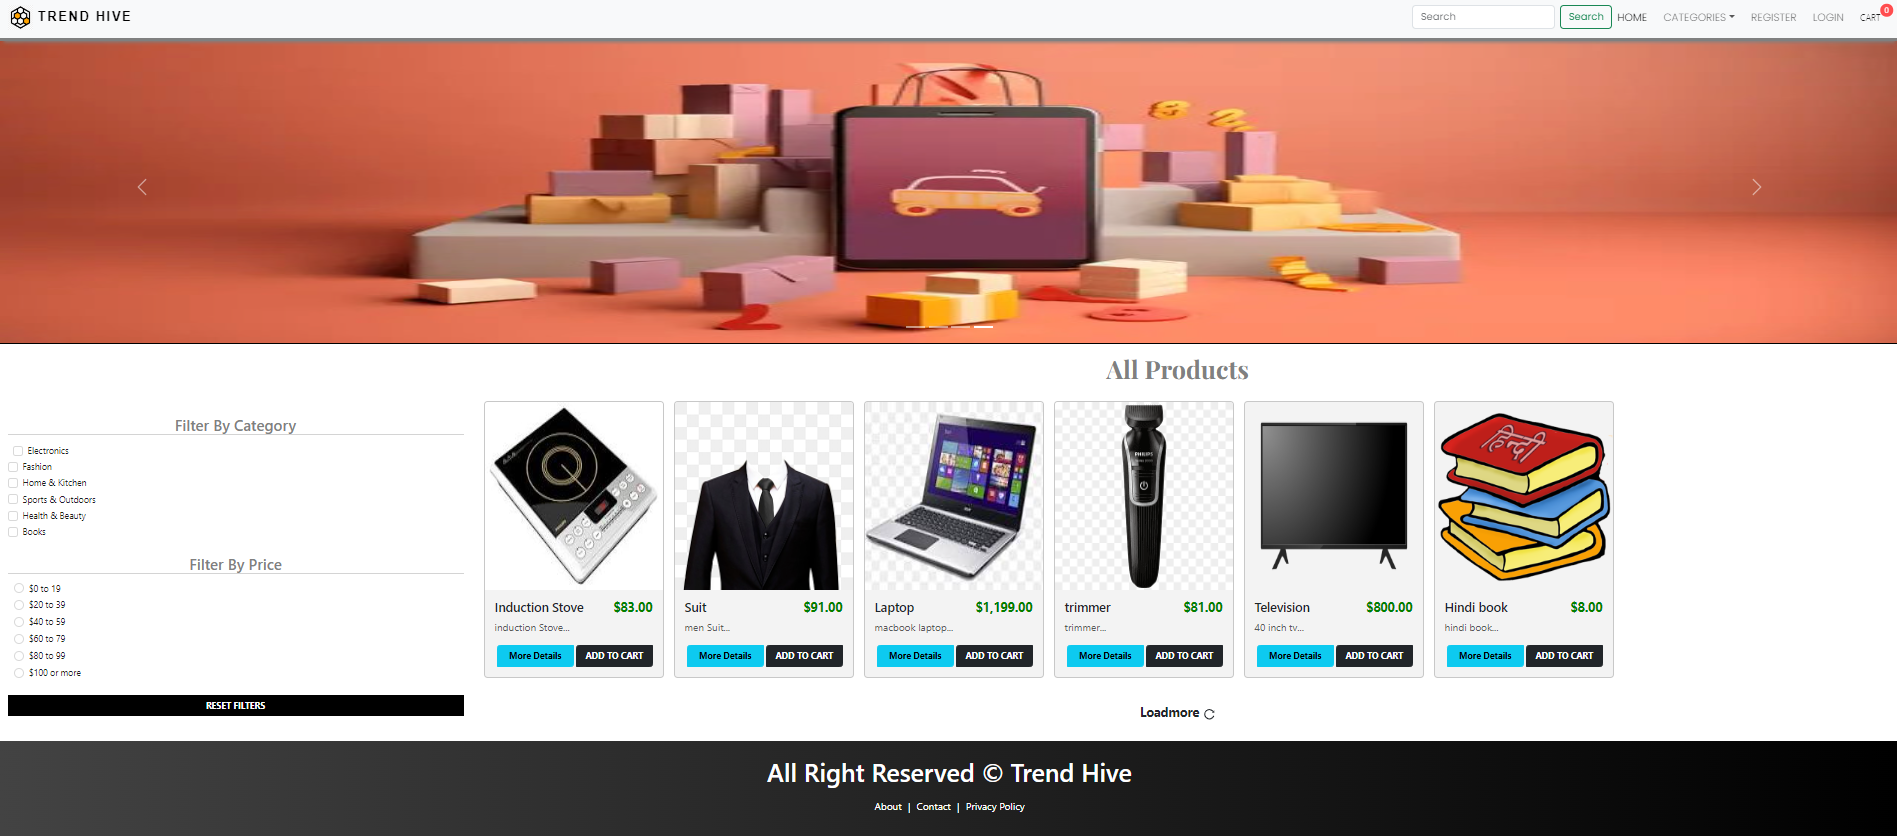 TREND HIVE
Search
Search
HOME
CATEGORIES
REGISTER
LOGIN
CART
0
All Products
Filter By Category
Electronics
Fashion
Home & Kitchen
Sports & Outdoors
Health & Beauty
Books
Filter By Price
$0 to 19
$20 to 39
$40 to 59
$60 to 79
$80 to 99
$100 or more
RESET FILTERS
Induction Stove $83.00
induction Stove...
More Details ADD TO CART
Suit $91.00
men Suit...
More Details ADD TO CART
Laptop $1,199.00
macbook laptop...
More Details ADD TO CART
PHILIPS
trimmer $81.00
trimmer...
More Details ADD TO CART
Television $800.00
40 inch tv...
More Details ADD TO CART
हिन्दी
Hindi book $8.00
hindi book...
More Details ADD TO CART
Loadmore
All Right Reserved © Trend Hive
About | Contact | Privacy Policy